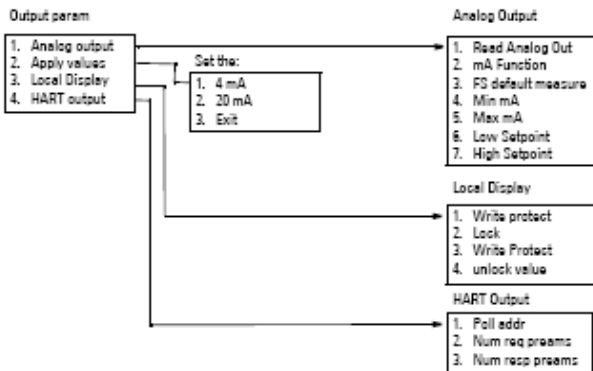 Output param
1. Analog output
2. Apply values
3. Local Display
4. HART output
Set the:
1. 4 mA
2. 20 mA
3. Exit
Analog Output
1. Read Analog Out
2. mA Function
3. FS default measure
4. Min mA
5. Max mA
6. Low Setpoint
7. High Setpoint
Local Display
1. Write protect
2. Lock
3. Write Protect
4. unlock value
HART Output
1. Poll addr
2. Num req preams
3. Num resp preams